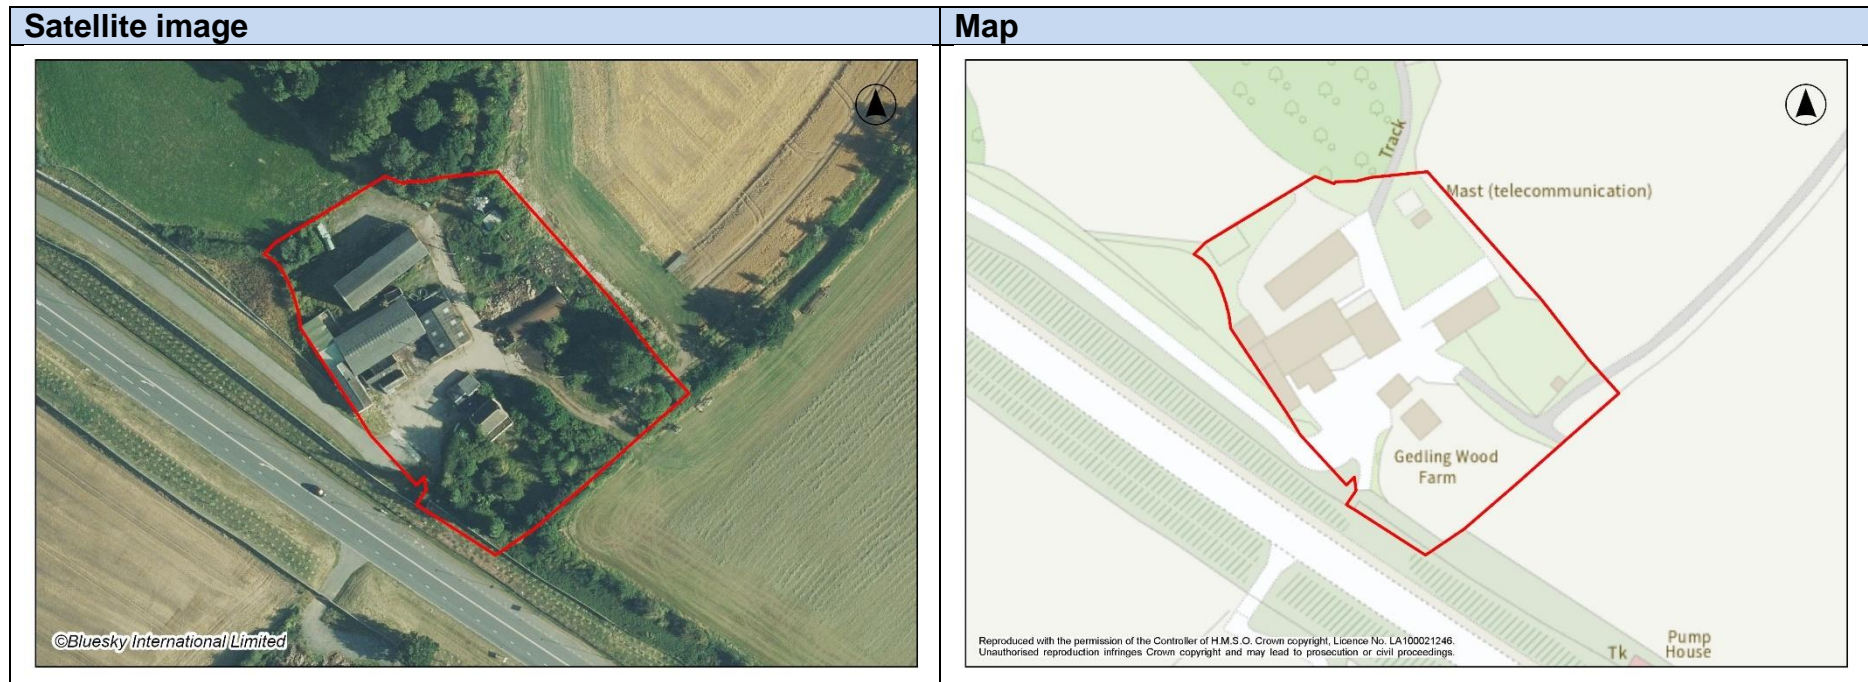 Satellite image
Map
©Bluesky International Limited
Track
Mast (telecommunication)
Gedling Wood
Farm
Reproduced with the permission of the Controller of H.M.S.O. Crown copyright, Licence No. LA100021246.
Unauthorised reproduction infringes Crown copyright and may lead to prosecution or civil proceedings.
Tk
Pump
House